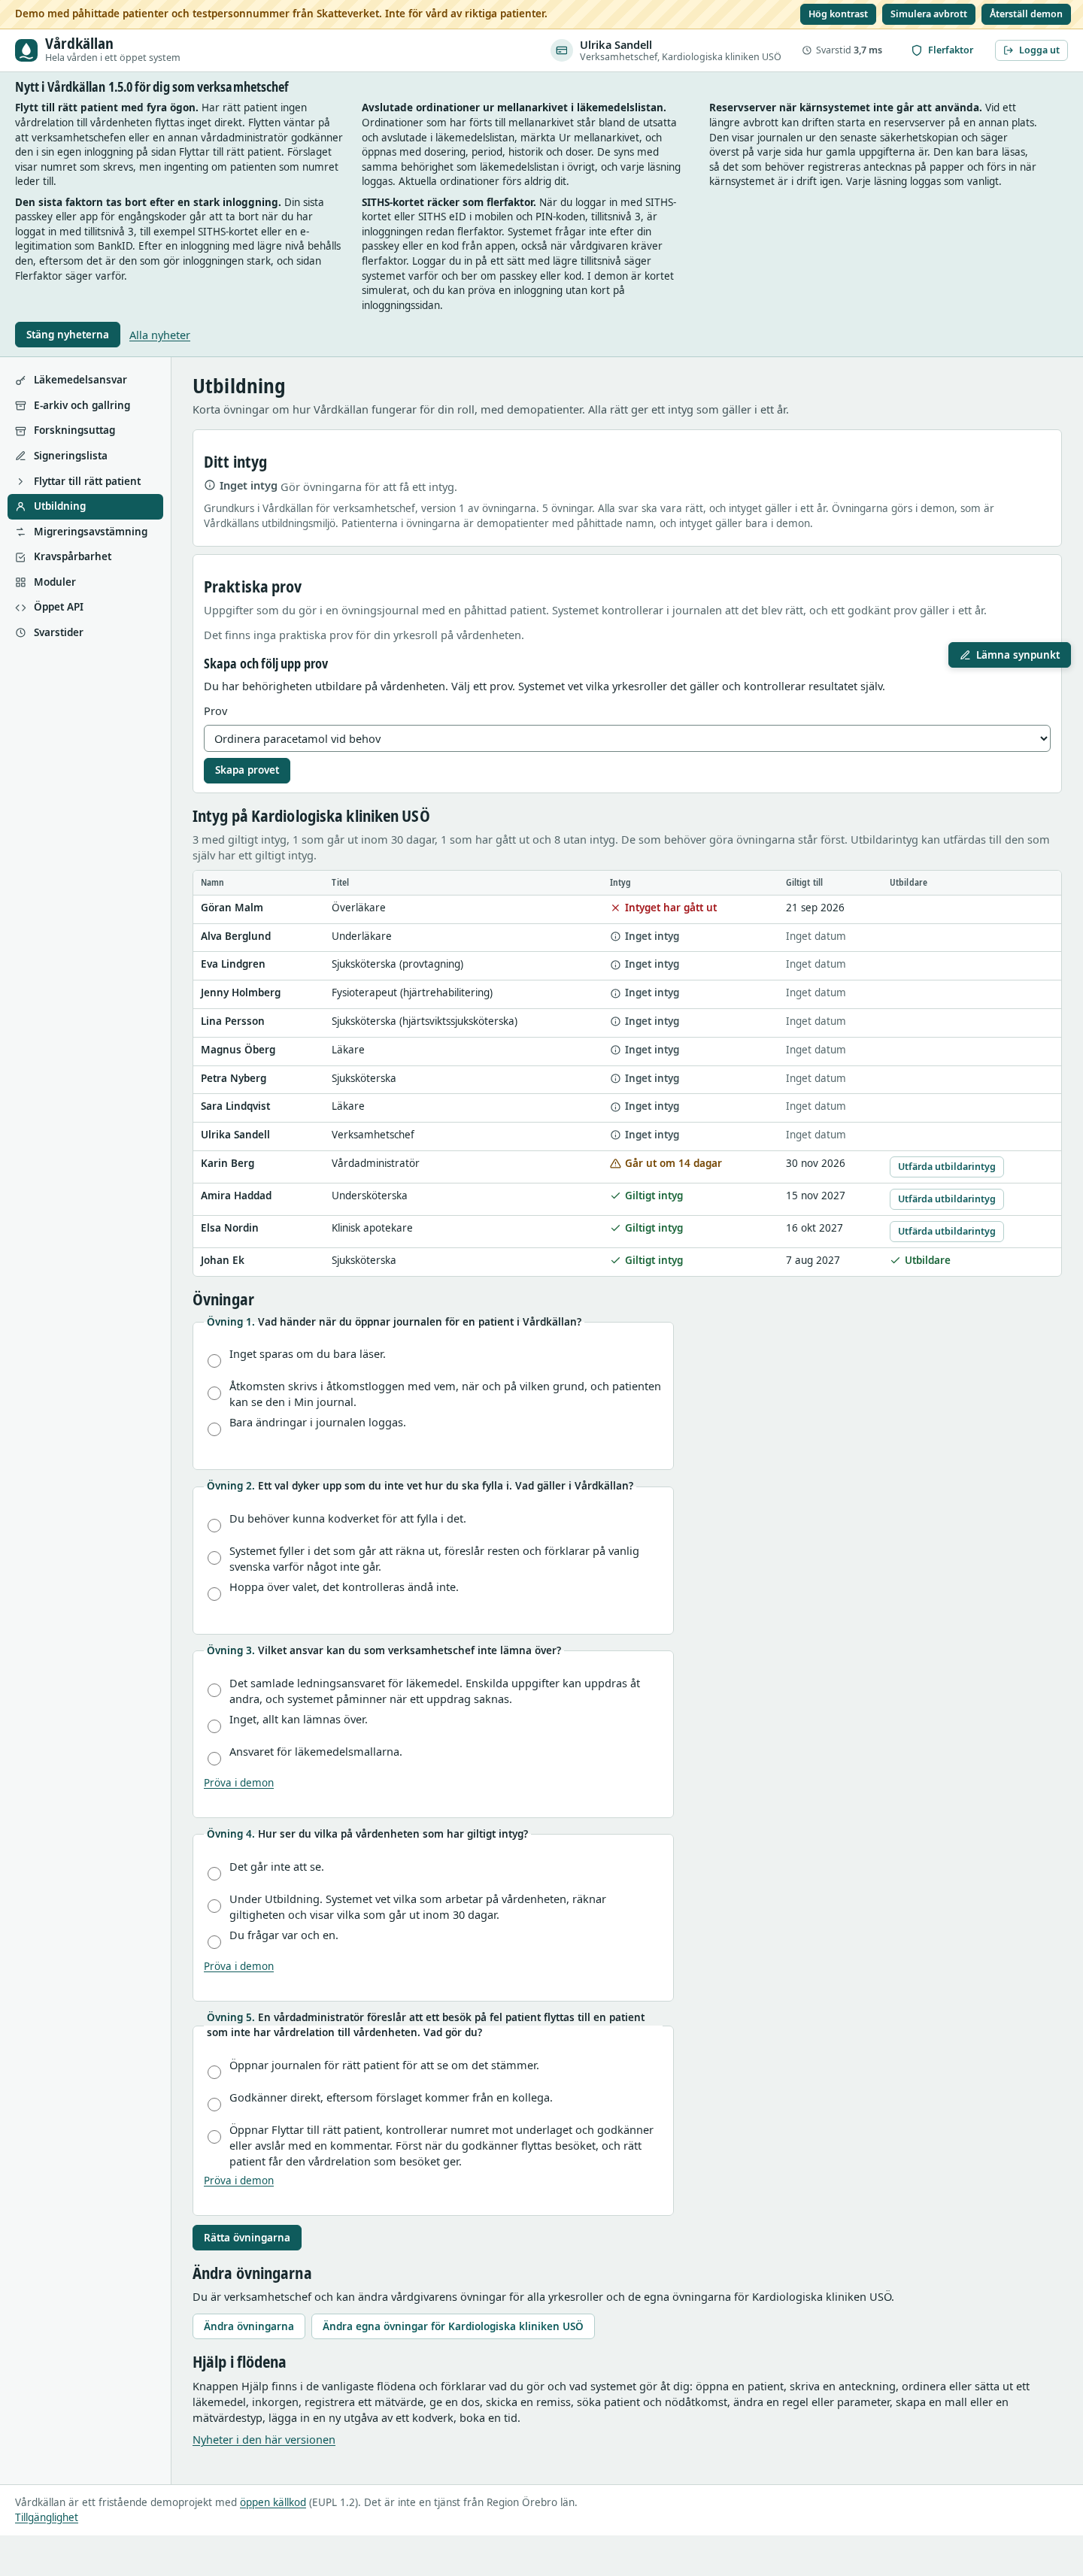 Demo med påhittade patienter och testpersonnummer från Skatteverket. Inte för vård av riktiga patienter.
Hög kontrast
Simulera avbrott
Återställ demon
Vårdkällan
Hela vården i ett öppet system
Ulrika Sandell
Verksamhetschef, Kardiologiska kliniken USÖ
Svarstid 3,7 ms
Flerfaktor
Logga ut
Nytt i Vårdkällan 1.5.0 för dig som verksamhetschef
Flytt till rätt patient med fyra ögon. Har rätt patient ingen
vårdrelation till vårdenheten flyttas inget direkt. Flytten väntar på
att verksamhetschefen eller en annan vårdadministratör godkänner
den i sin egen inloggning på sidan Flyttar till rätt patient. Förslaget
visar numret som skrevs, men ingenting om patienten som numret
leder till.
Den sista faktorn tas bort efter en stark inloggning. Din sista
passkey eller app för engångskoder går att ta bort när du har
loggat in med tillitsnivå 3, till exempel SITHS-kortet eller en e-
legitimation som BankID. Efter en inloggning med lägre nivå behålls
den, eftersom det är den som gör inloggningen stark, och sidan
Flerfaktor säger varför.
Avslutade ordinationer ur mellanarkivet i läkemedelslistan.
Ordinationer som har förts till mellanarkivet står bland de utsatta
och avslutade i läkemedelslistan, märkta Ur mellanarkivet, och
öppnas med dosering, period, historik och doser. De syns med
samma behörighet som läkemedelslistan i övrigt, och varje läsning
loggas. Aktuella ordinationer förs aldrig dit.
SITHS-kortet räcker som flerfaktor. När du loggar in med SITHS-
kortet eller SITHS eID i mobilen och PIN-koden, tillitsnivå 3, är
inloggningen redan flerfaktor. Systemet frågar inte efter din
passkey eller en kod från appen, också när vårdgivaren kräver
flerfaktor. Loggar du in på ett sätt med lägre tillitsnivå säger
systemet varför och ber om passkey eller kod. I demon är kortet
simulerat, och du kan pröva en inloggning utan kort på
inloggningssidan.
Reservserver när kärnsystemet inte går att använda. Vid ett
längre avbrott kan driften starta en reservserver på en annan plats.
Den visar journalen ur den senaste säkerhetskopian och säger
överst på varje sida hur gamla uppgifterna är. Den kan bara läsas,
så det som behöver registreras antecknas på papper och förs in när
kärnsystemet är i drift igen. Varje läsning loggas som vanligt.
Stäng nyheterna
Alla nyheter
Läkemedelsansvar
E-arkiv och gallring
Forskningsuttag
Signeringslista
Flyttar till rätt patient
Utbildning
Migreringsavstämning
Kravspårbarhet
Moduler
Öppet API
Svarstider
Utbildning
Korta övningar om hur Vårdkällan fungerar för din roll, med demopatienter. Alla rätt ger ett intyg som gäller i ett år.
Ditt intyg
Inget intyg Gör övningarna för att få ett intyg.
Grundkurs i Vårdkällan för verksamhetschef, version 1 av övningarna. 5 övningar. Alla svar ska vara rätt, och intyget gäller i ett år. Övningarna görs i demon, som är
Vårdkällans utbildningsmiljö. Patienterna i övningarna är demopatienter med påhittade namn, och intyget gäller bara i demon.
Praktiska prov
Uppgifter som du gör i en övningsjournal med en påhittad patient. Systemet kontrollerar i journalen att det blev rätt, och ett godkänt prov gäller i ett år.
Det finns inga praktiska prov för din yrkesroll på vårdenheten.
Skapa och följ upp prov
Lämna synpunkt
Du har behörigheten utbildare på vårdenheten. Välj ett prov. Systemet vet vilka yrkesroller det gäller och kontrollerar resultatet självt.
Prov
Ordinera paracetamol vid behov
Skapa provet
Intyg på Kardiologiska kliniken USÖ
3 med giltigt intyg, 1 som går ut inom 30 dagar, 1 som har gått ut och 8 utan intyg. De som behöver göra övningarna står först. Utbildarintyg kan utfärdas till den som
själv har ett giltigt intyg.
Namn Titel Intyg Giltigt till Utbildare
Göran Malm Överläkare Intyget har gått ut 21 sep 2026
Alva Berglund Underläkare Inget intyg Inget datum
Eva Lindgren Sjuksköterska (provtagning) Inget intyg Inget datum
Jenny Holmberg Fysioterapeut (hjärtrehabilitering) Inget intyg Inget datum
Lina Persson Sjuksköterska (hjärtsviktssjuksköterska) Inget intyg Inget datum
Magnus Öberg Läkare Inget intyg Inget datum
Petra Nyberg Sjuksköterska Inget intyg Inget datum
Sara Lindqvist Läkare Inget intyg Inget datum
Ulrika Sandell Verksamhetschef Inget intyg Inget datum
Karin Berg Vårdadministratör Går ut om 14 dagar 30 nov 2026 Utfärda utbildarintyg
Amira Haddad Undersköterska Giltigt intyg 15 nov 2027 Utfärda utbildarintyg
Elsa Nordin Klinisk apotekare Giltigt intyg 16 okt 2027 Utfärda utbildarintyg
Johan Ek Sjuksköterska Giltigt intyg 7 aug 2027 Utbildare
Övningar
Övning 1. Vad händer när du öppnar journalen för en patient i Vårdkällan?
Inget sparas om du bara läser.
Åtkomsten skrivs i åtkomstloggen med vem, när och på vilken grund, och patienten
kan se den i Min journal.
Bara ändringar i journalen loggas.
Övning 2. Ett val dyker upp som du inte vet hur du ska fylla i. Vad gäller i Vårdkällan?
Du behöver kunna kodverket för att fylla i det.
Systemet fyller i det som går att räkna ut, föreslår resten och förklarar på vanlig
svenska varför något inte går.
Hoppa över valet, det kontrolleras ändå inte.
Övning 3. Vilket ansvar kan du som verksamhetschef inte lämna över?
Det samlade ledningsansvaret för läkemedel. Enskilda uppgifter kan uppdras åt
andra, och systemet påminner när ett uppdrag saknas.
Inget, allt kan lämnas över.
Ansvaret för läkemedelsmallarna.
Pröva i demon
Övning 4. Hur ser du vilka på vårdenheten som har giltigt intyg?
Det går inte att se.
Under Utbildning. Systemet vet vilka som arbetar på vårdenheten, räknar
giltigheten och visar vilka som går ut inom 30 dagar.
Du frågar var och en.
Pröva i demon
Övning 5. En vårdadministratör föreslår att ett besök på fel patient flyttas till en patient
som inte har vårdrelation till vårdenheten. Vad gör du?
Öppnar journalen för rätt patient för att se om det stämmer.
Godkänner direkt, eftersom förslaget kommer från en kollega.
Öppnar Flyttar till rätt patient, kontrollerar numret mot underlaget och godkänner
eller avslår med en kommentar. Först när du godkänner flyttas besöket, och rätt
patient får den vårdrelation som besöket ger.
Pröva i demon
Rätta övningarna
Ändra övningarna
Du är verksamhetschef och kan ändra vårdgivarens övningar för alla yrkesroller och de egna övningarna för Kardiologiska kliniken USÖ.
Ändra övningarna
Ändra egna övningar för Kardiologiska kliniken USÖ
Hjälp i flödena
Knappen Hjälp finns i de vanligaste flödena och förklarar vad du gör och vad systemet gör åt dig: öppna en patient, skriva en anteckning, ordinera eller sätta ut ett
läkemedel, inkorgen, registrera ett mätvärde, ge en dos, skicka en remiss, söka patient och nödåtkomst, ändra en regel eller parameter, skapa en mall eller en
mätvärdestyp, lägga in en ny utgåva av ett kodverk, boka en tid.
Nyheter i den här versionen
Vårdkällan är ett fristående demoprojekt med öppen källkod (EUPL 1.2). Det är inte en tjänst från Region Örebro län.
Tillgänglighet